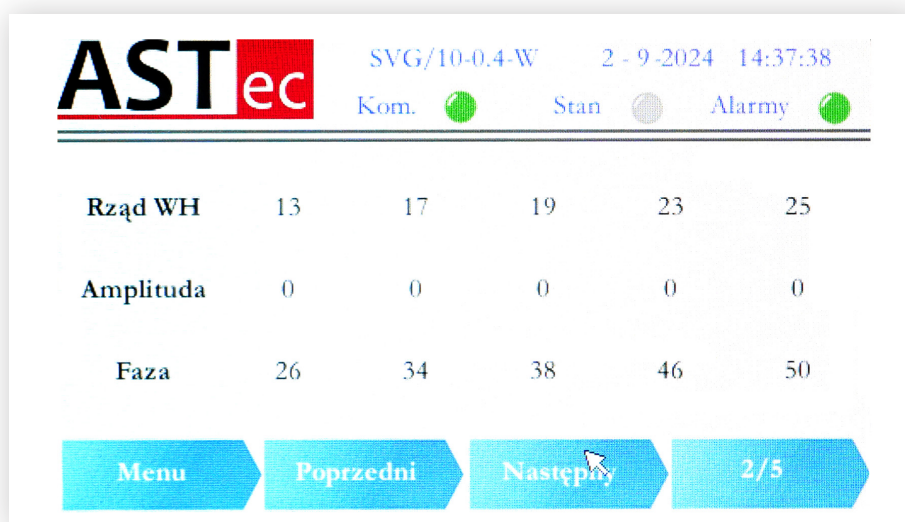 ASTec SVG/10-0.4-W 2 - 9 -2024 14:37:38
Kom. Stan Alarmy
Rząd WH 13 17 19 23 25
Amplituda 0 0 0 0 0
Faza 26 34 38 46 50
Menu Poprzedni Następny 2/5